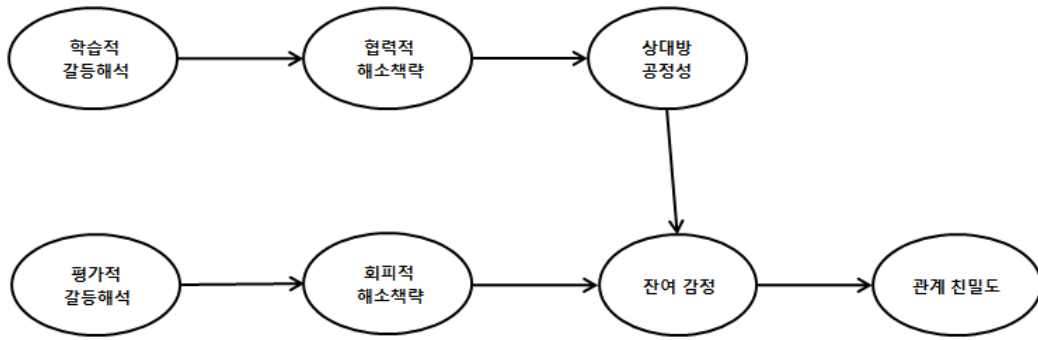 학습적
갈등해석
협력적
해소책략
상대방
공정성
평가적
갈등해석
회피적
해소책략
잔여 감정
관계 친밀도